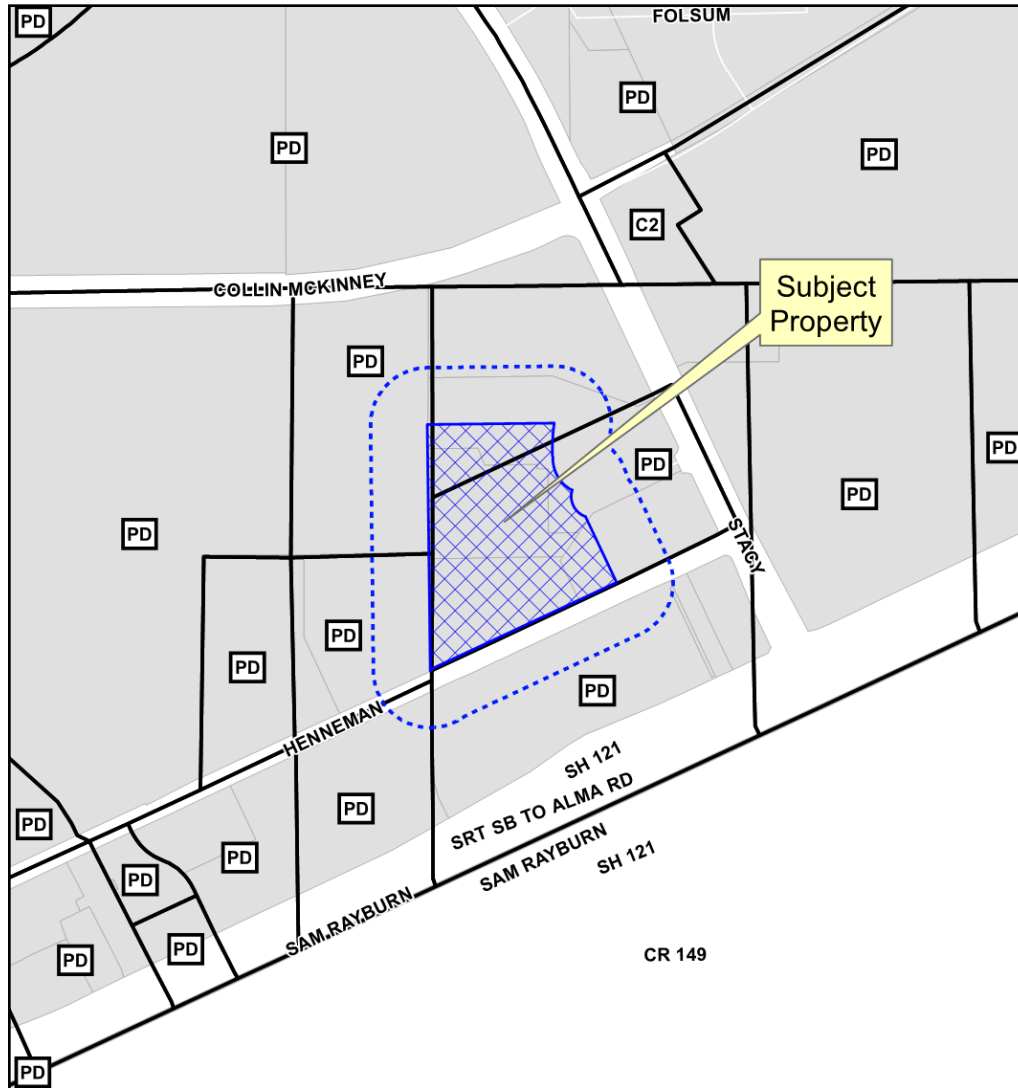 PD
FOLSUM
PD
PD
PD
C2
COLLIN MCKINNEY
Subject
Property
PD
PD
PD
PD
PD
STACY
PD
PD
PD
HENNEMAN
SH 121
PD
SRT SB TO ALMA RD
PD
SAM RAYBURN
SH 121
PD
PD
SAM RAYBURN
PD
PD
CR 149
PD